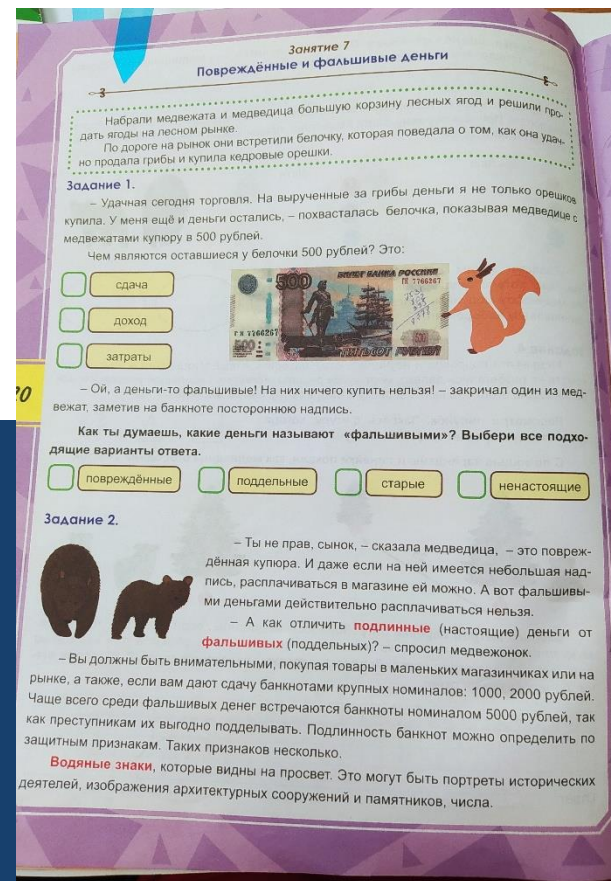 Занятие 7
Повреждённые и фальшивые деньги
Набрали медвежата и медведица большую корзину лесных ягод и решили про-
дать ягоды на лесном рынке.
По дороге на рынок они встретили белочку, которая поведала о том, как она удач-
но продала грибы и купила кедровые орешки.
Задание 1.
– Удачная сегодня торговля. На вырученные за грибы деньги я не только орешков
купила. У меня ещё и деньги остались, – похвасталась белочка, показывая медведице с
медвежатами купюру в 500 рублей.
Чем являются оставшиеся у белочки 500 рублей? Это:
сдача
доход
затраты
500
БИЛЕТ БАНКА РОССИИ
ГК 7766267
ГК 7766267
500
500
ПЯТЬСОТ РУБЛЕЙ
20
– Ой, а деньги-то фальшивые! На них ничего купить нельзя! – закричал один из мед-
вежат, заметив на банкноте постороннюю надпись.
Как ты думаешь, какие деньги называют «фальшивыми»? Выбери все подхо-
дящие варианты ответа.
повреждённые
поддельные
старые
ненастоящие
Задание 2.
– Ты не прав, сынок, – сказала медведица, – это повреж-
дённая купюра. И даже если на ней имеется небольшая над-
пись, расплачиваться в магазине ей можно. А вот фальшивы-
ми деньгами действительно расплачиваться нельзя.
– А как отличить подлинные (настоящие) деньги от
фальшивых (поддельных)? – спросил медвежонок.
– Вы должны быть внимательными, покупая товары в маленьких магазинчиках или на
рынке, а также, если вам дают сдачу банкнотами крупных номиналов: 1000, 2000 рублей.
Чаще всего среди фальшивых денег встречаются банкноты номиналом 5000 рублей, так
как преступникам их выгодно подделывать. Подлинность банкнот можно определить по
защитным признакам. Таких признаков несколько.
Водяные знаки, которые видны на просвет. Это могут быть портреты исторических
деятелей, изображения архитектурных сооружений и памятников, числа.